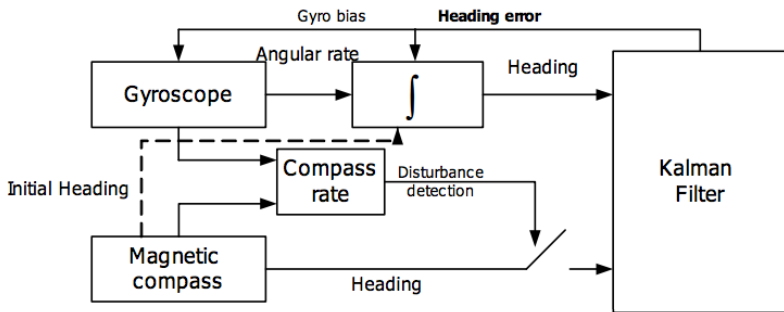 Gyro bias
Heading error
Angular rate
Heading
Gyroscope
∫
Kalman
Filter
Initial Heading
Compass
rate
Disturbance
detection
Magnetic
compass
Heading